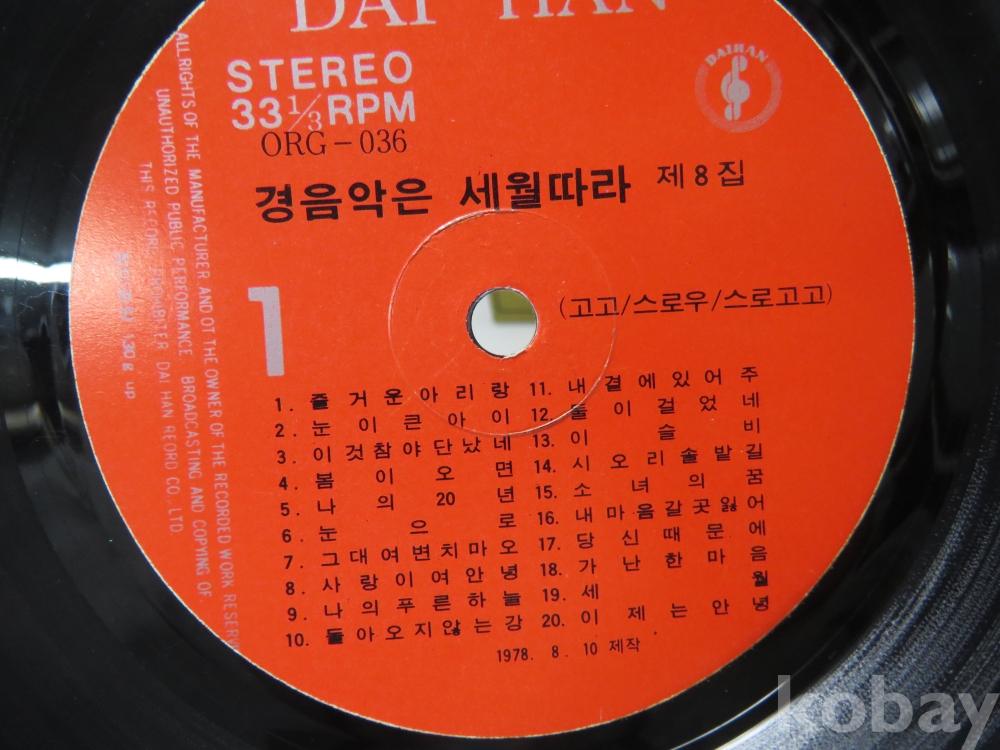 DAI HAN
STEREO
33 1/3 RPM
ORG-036
DAIHAN
경음악은 세월따라 제8집
1
(고고/스로우/스로고고)
1. 즐거운아리랑
2. 눈이큰아이
3. 이것참야단났네
4. 봄이오면
5. 나의20년
6. 눈으로
7. 그대여변치마오
8. 사랑이여안녕
9. 나의푸른하늘
10. 돌아오지않는강
11. 내곁에있어주
12. 둘이걸었네
13. 이슬비
14. 시오리솔밭길
15. 소녀의꿈
16. 내마음갈곳잃어
17. 당신때문에
18. 가난한마음
19. 세월
20. 이제는안녕
1978. 8. 10 제작
ALL RIGHTS OF THE MANUFACTURER AND OT THE OWNER OF THE RECORDED WORK RESERV
UNAUTHORIZED PUBLIC PERFORMANCE BROADCASTING AND COPYING OF
THIS RECORD PROHIBITER DAI HAN REORD CO. LTD.
130g up
kobay